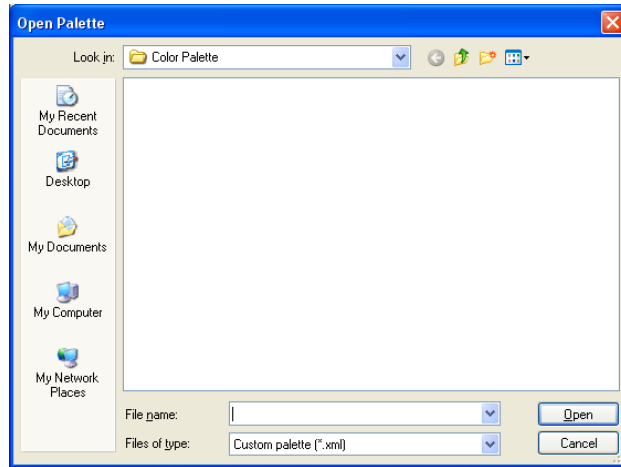 Open Palette
Look in: Color Palette
My Recent
Documents
Desktop
My Documents
My Computer
My Network
Places
File name: Open
Files of type: Custom palette (*.xml) Cancel